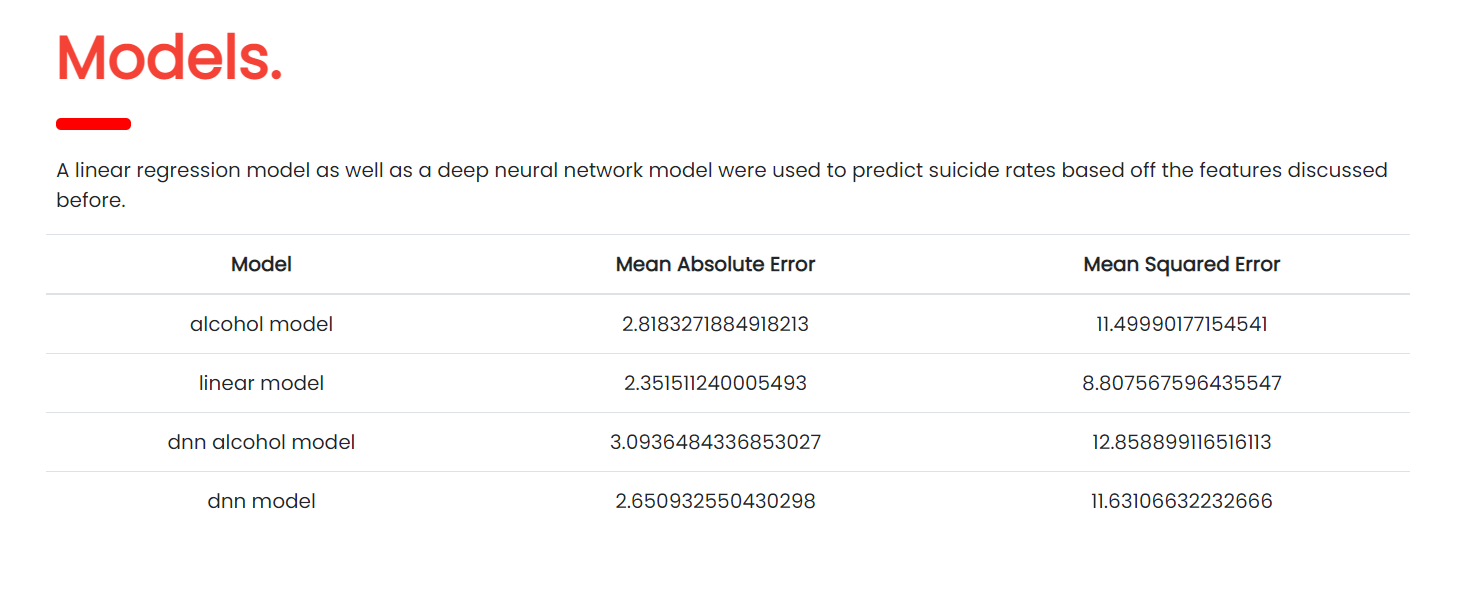 Models.
A linear regression model as well as a deep neural network model were used to predict suicide rates based off the features discussed
before.
Model Mean Absolute Error Mean Squared Error
alcohol model 2.8183271884918213 11.49990177154541
linear model 2.351511240005493 8.807567596435547
dnn alcohol model 3.0936484336853027 12.858899116516113
dnn model 2.650932550430298 11.63106632232666